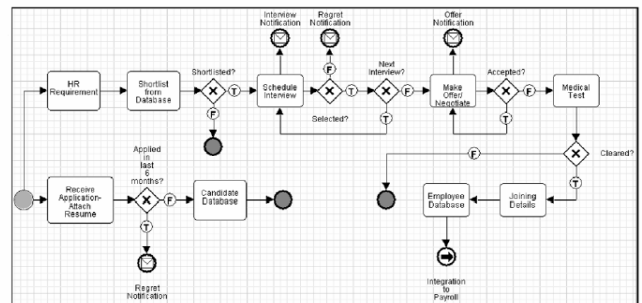 Interview
Notification
Regret
Notification
Offer
Notification
HR
Requirement
Shortlist
from
Database
Shortlisted?
T
F
Schedule
Interview
F
T
Selected?
Next
Interview?
F
T
Make
Offer/
Negotiate
Accepted?
F
T
Medical
Test
Cleared?
F
T
Receive
Application-
Attach
Resume
Applied
in
last
6
months?
F
T
Candidate
Database
Regret
Notification
Employee
Database
Joining
Details
Integration
to
Payroll